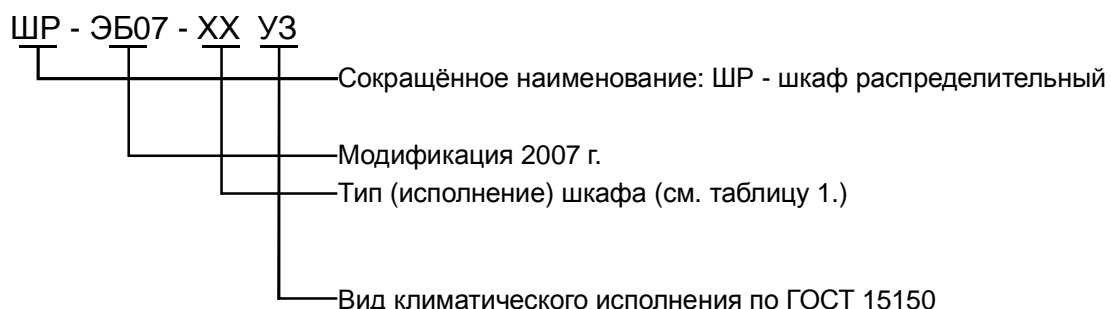 ШР - ЭБ07 - ХХ У3
Сокращённое наименование: ШР - шкаф распределительный
Модификация 2007 г.
Тип (исполнение) шкафа (см. таблицу 1.)
Вид климатического исполнения по ГОСТ 15150